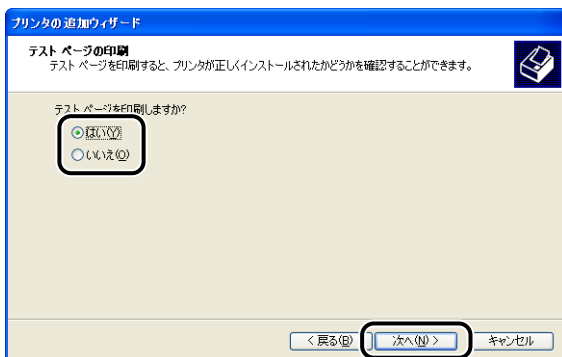 プリンタの追加ウィザード
テスト ページの印刷
テスト ページを印刷すると、プリンタが正しくインストールされたかどうかを確認することができます。
テスト ページを印刷しますか?
はい(Y)
いいえ(O)
< 戻る(B)
次へ(N) >
キャンセル